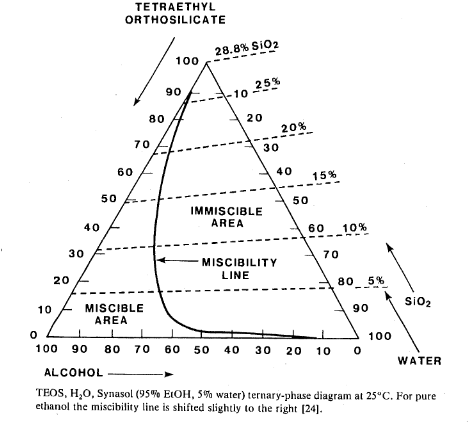 TETRAETHYL
ORTHOSILICATE
28.8% SiO2
100
90
10
25%
80
20
20%
70
30
60
40
15%
50
50
IMMISCIBLE
AREA
40
60
10%
30
70
MISCIBILITY
LINE
20
80
5%
10
90
MISCIBLE
AREA
SiO2
0
100
100 90 80 70 60 50 40 30 20 10 0
WATER
ALCOHOL
TEOS, H2O, Synasol (95% EtOH, 5% water) ternary-phase diagram at 25°C. For pure
ethanol the miscibility line is shifted slightly to the right [24].